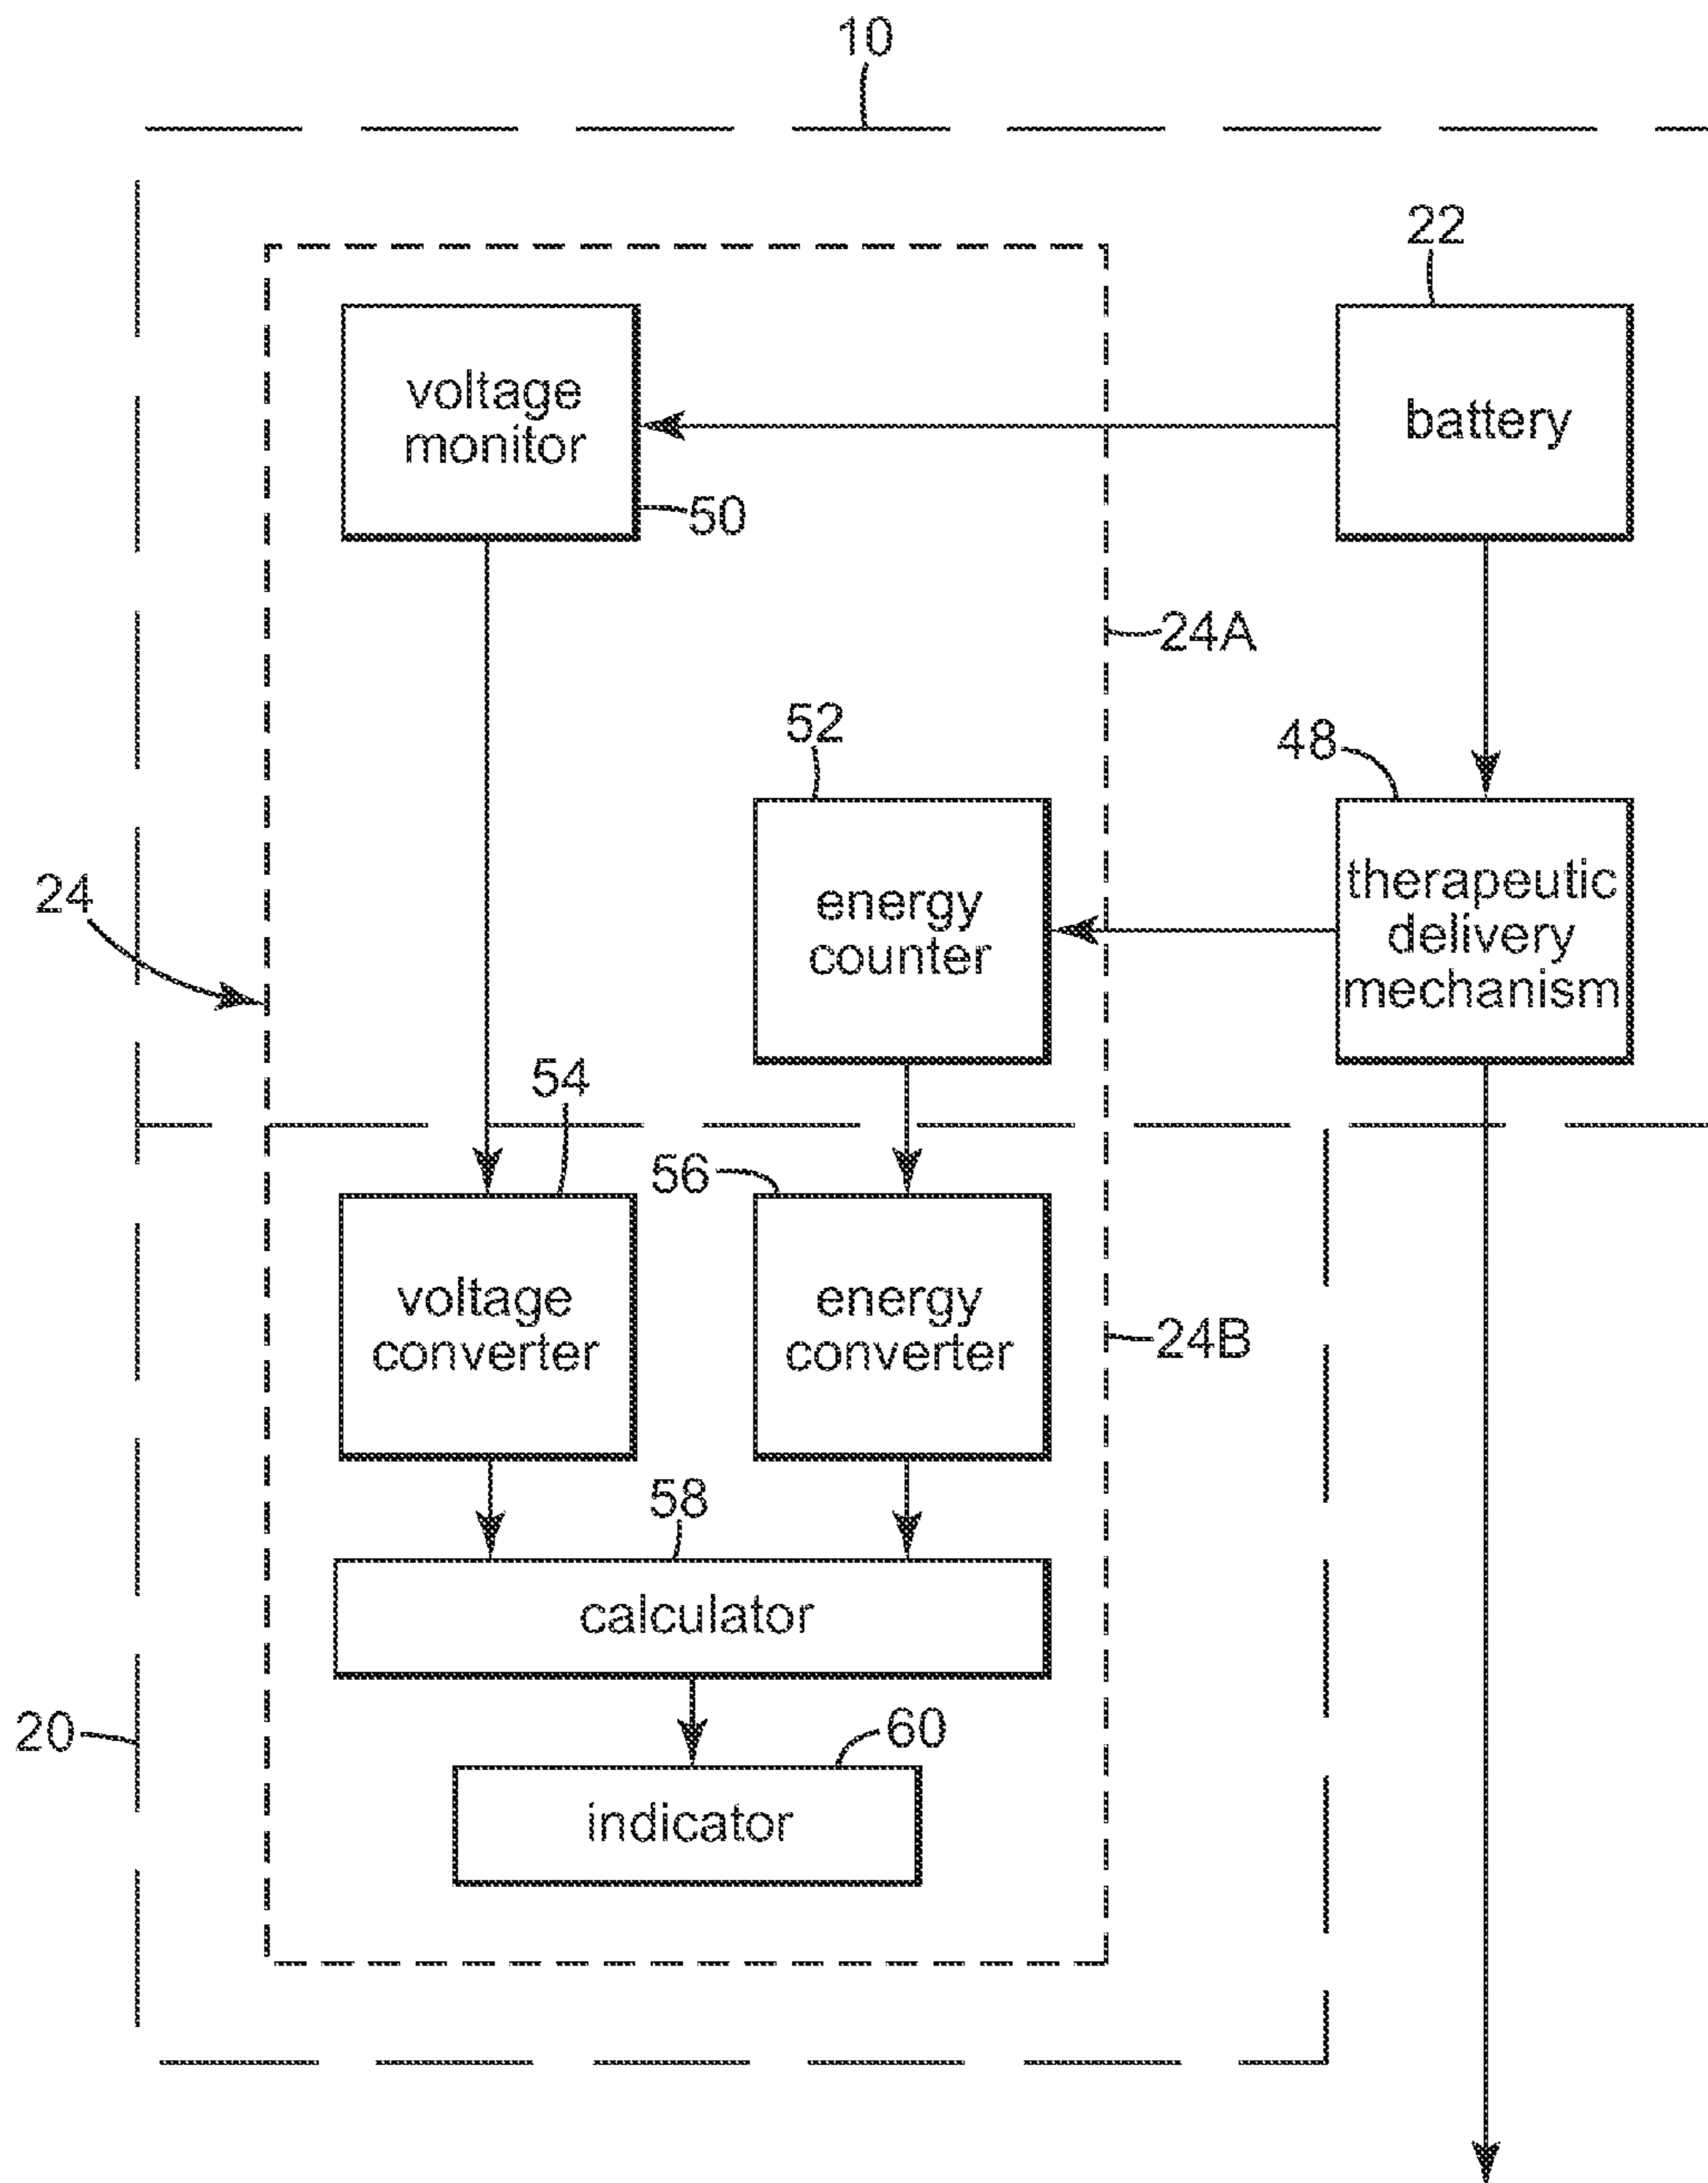 10
22
voltage
monitor
battery
50
24A
52
48
24
energy
counter
therapeutic
delivery
mechanism
54
56
voltage
converter
energy
converter
24B
58
calculator
20
60
indicator